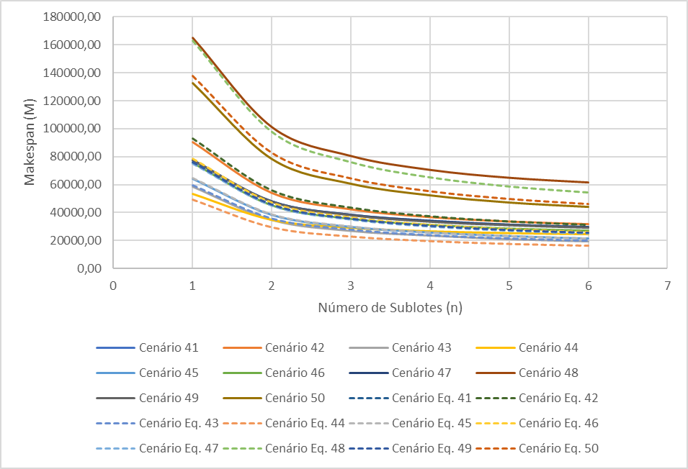 180000,00
160000,00
140000,00
120000,00
100000,00
80000,00
60000,00
40000,00
20000,00
0,00
Makespan (M)
0 1 2 3 4 5 6 7
Número de Sublotes (n)
Cenário 41 Cenário 42 Cenário 43 Cenário 44
Cenário 45 Cenário 46 Cenário 47 Cenário 48
Cenário 49 Cenário 50 Cenário Eq. 41 Cenário Eq. 42
Cenário Eq. 43 Cenário Eq. 44 Cenário Eq. 45 Cenário Eq. 46
Cenário Eq. 47 Cenário Eq. 48 Cenário Eq. 49 Cenário Eq. 50